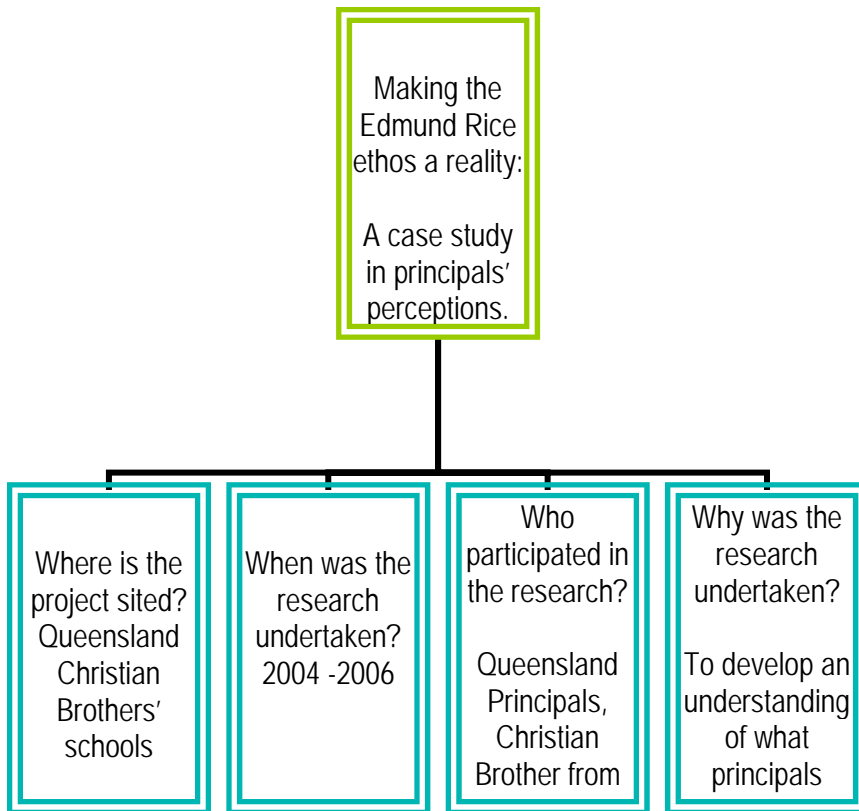 Making the
Edmund Rice
ethos a reality:
A case study
in principals'
perceptions.
Where is the
project sited?
Queensland
Christian
Brothers'
schools
When was the
research
undertaken?
2004 -2006
Who
participated in
the research?
Queensland
Principals,
Christian
Brother from
Why was the
research
undertaken?
To develop an
understanding
of what
principals